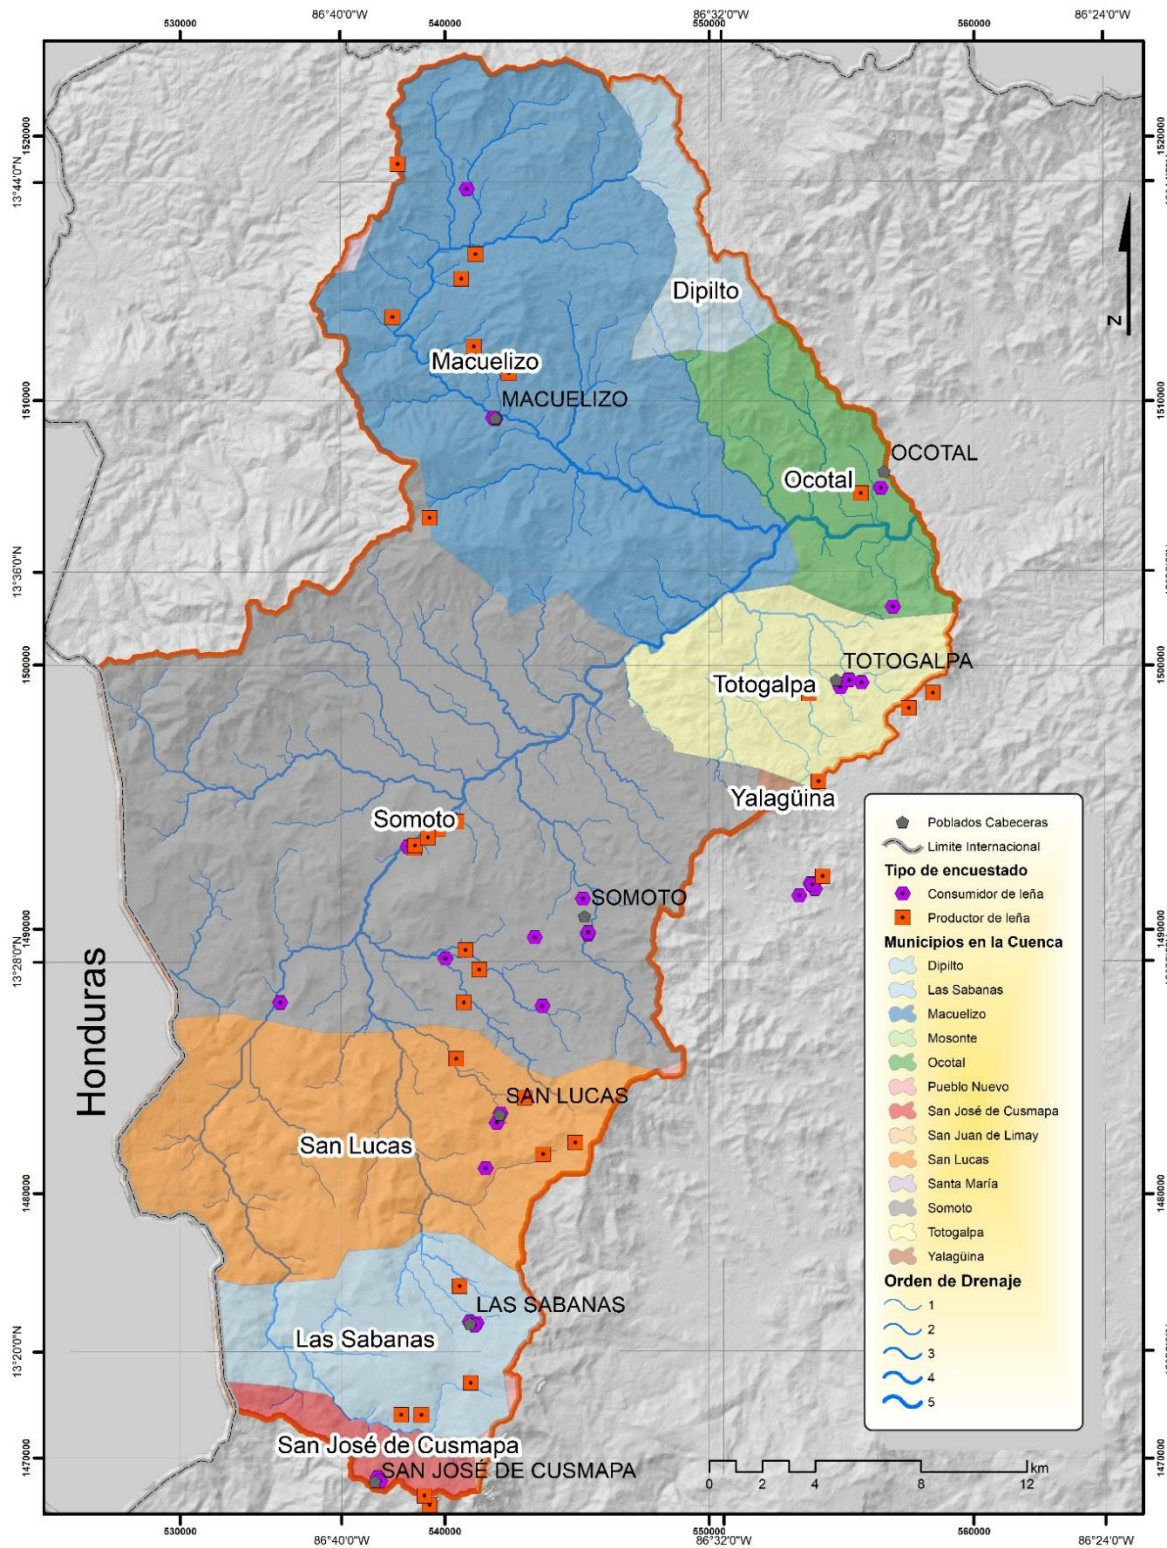 86°40'0"W
86°32'0"W
86°24'0"W
530000
540000
550000
560000
1520000
1520000
13°44'0"N
Dipilto
Macuelizo
MACUELIZO
N
1510000
1510000
OCOTAL
Ocotal
13°36'0"N
TOTOGALPA
Totogalpa
1500000
1500000
Yalagüina
Somoto
SOMOTO
1490000
1490000
13°28'0"N
Honduras
SAN LUCAS
San Lucas
1480000
1480000
LAS SABANAS
Las Sabanas
13°20'0"N
San José de Cusmapa
SAN JOSÉ DE CUSMAPA
1470000
1470000
Poblados Cabeceras
Limite Internacional
Tipo de encuestado
Consumidor de leña
Productor de leña
Municipios en la Cuenca
Dipilto
Las Sabanas
Macuelizo
Mosonte
Ocotal
Pueblo Nuevo
San José de Cusmapa
San Juan de Limay
San Lucas
Santa María
Somoto
Totogalpa
Yalagüina
Orden de Drenaje
1
2
3
4
5
km
0 2 4 8 12
530000
540000
550000
560000
86°40'0"W
86°32'0"W
86°24'0"W